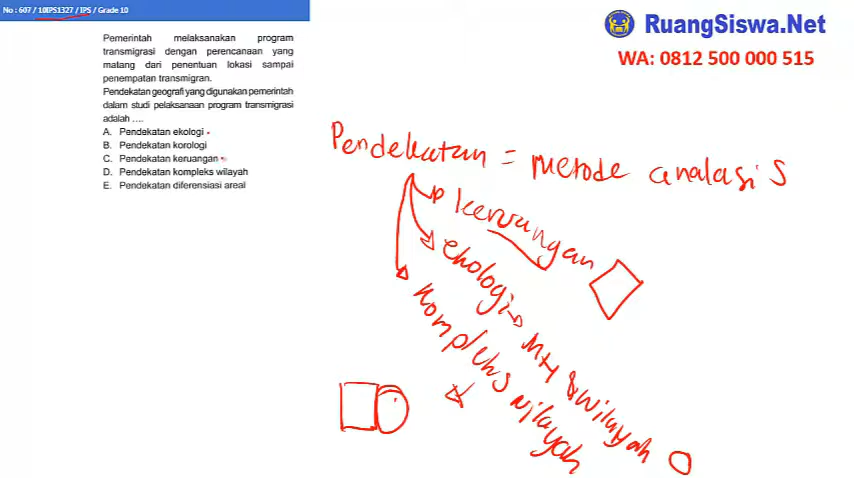 No : 607 / 10IPS1327 / IPS / Grade 10
RuangSiswa.Net
WA: 0812 500 000 515
Pemerintah melaksanakan program
transmigrasi dengan perencanaan yang
matang dari penentuan lokasi sampai
penempatan transmigran.
Pendekatan geografi yang digunakan pemerintah
dalam studi pelaksanaan program transmigrasi
adalah ....
A. Pendekatan ekologi
B. Pendekatan korologi
C. Pendekatan keruangan
D. Pendekatan kompleks wilayah
E. Pendekatan diferensiasi areal
Pendekatan = metode analasis
keruangan
ekologi → MH & wilayah
Kompleks wilayah